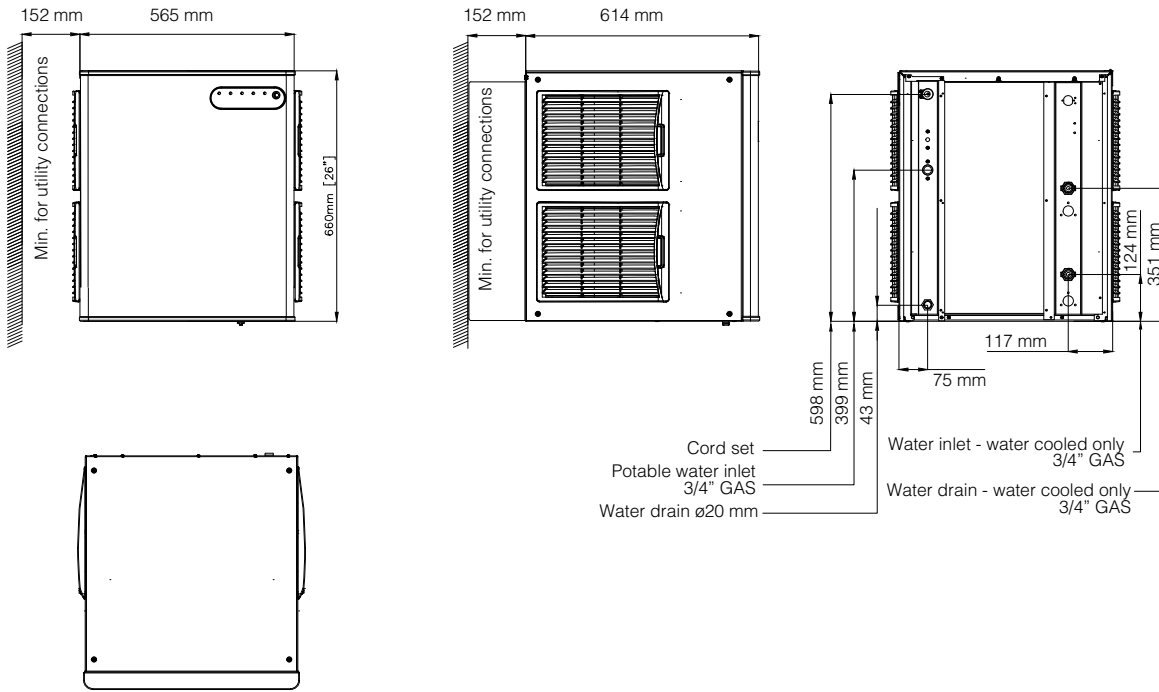 152 mm
565 mm
152 mm
614 mm
Min. for utility connections
660mm [26"]
Min. for utility connections
124 mm
351 mm
117 mm
75 mm
598 mm
399 mm
43 mm
Cord set
Potable water inlet
3/4” GAS
Water drain ø20 mm
Water inlet - water cooled only
3/4” GAS
Water drain - water cooled only
3/4” GAS